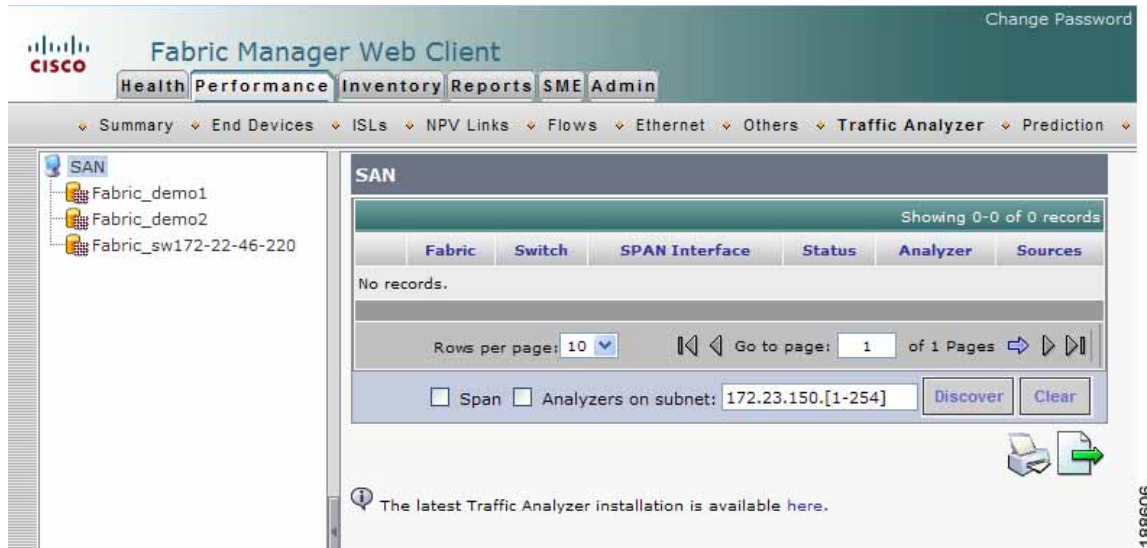 Change Password
CISCO
Fabric Manager Web Client
Health Performance Inventory Reports SME Admin
Summary End Devices ISLs NPV Links Flows Ethernet Others Traffic Analyzer Prediction
SAN
Fabric_demo1
Fabric_demo2
Fabric_sw172-22-46-220
SAN
Showing 0-0 of 0 records
Fabric Switch SPAN Interface Status Analyzer Sources
No records.
Rows per page: 10 Go to page: 1 of 1 Pages
Span Analyzers on subnet: 172.23.150.[1-254] Discover Clear
The latest Traffic Analyzer installation is available here.
188606